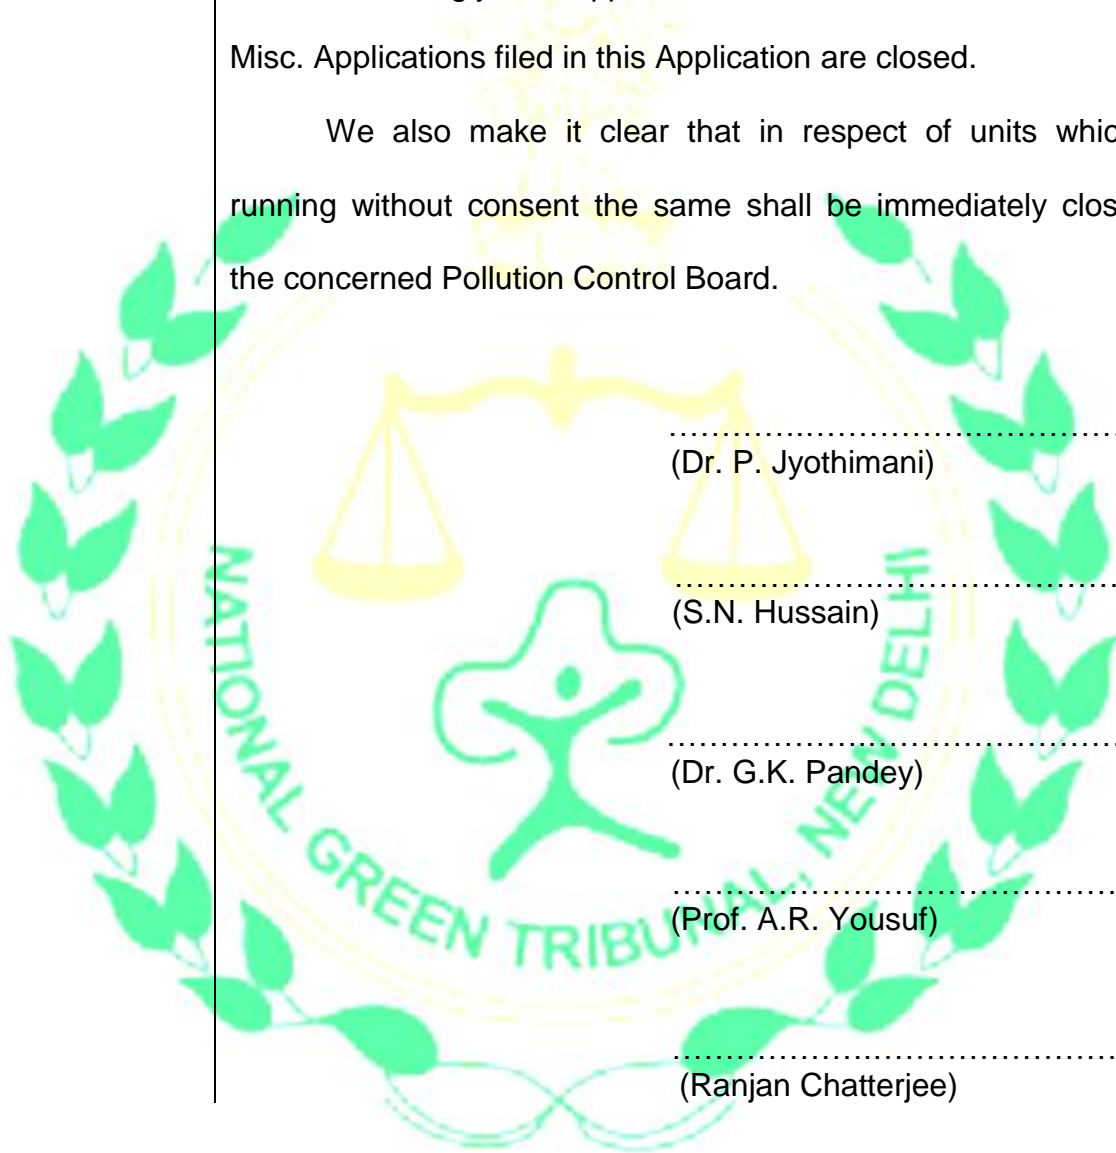 Misc. Applications filed in this Application are closed.
We also make it clear that in respect of units
running without consent the same shall be immediately
the concerned Pollution Control Board.
……………………………………
(Dr. P. Jyothimani)
……………………………………
(S.N. Hussain)
……………………………………
(Dr. G.K. Pandey)
……………………………………
(Prof. A.R. Yousuf)
……………………………………
(Ranjan Chatterjee)
NATIONAL GREEN TRIBUNAL, NEW DELHI